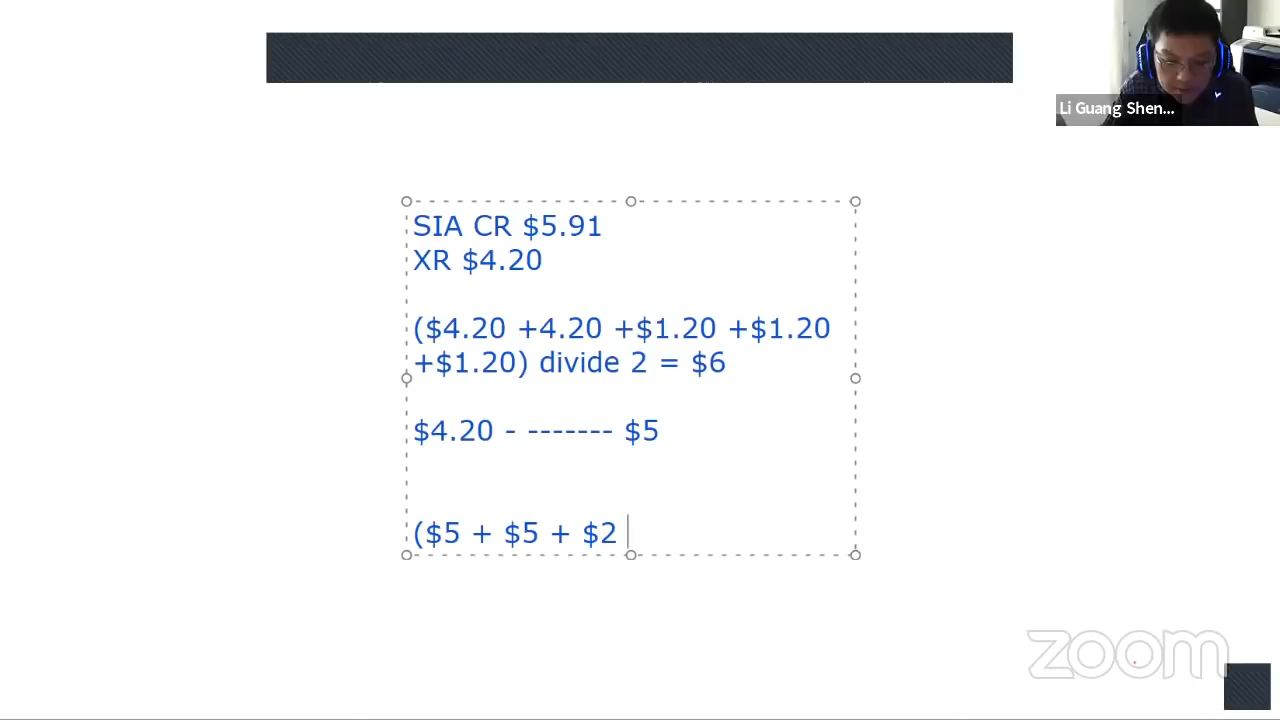 Li Guang Shen...
SIA CR $5.91
XR $4.20
($4.20 +4.20 +$1.20 +$1.20
+$1.20) divide 2 = $6
$4.20 - ------- $5
($5 + $5 + $2
zoom